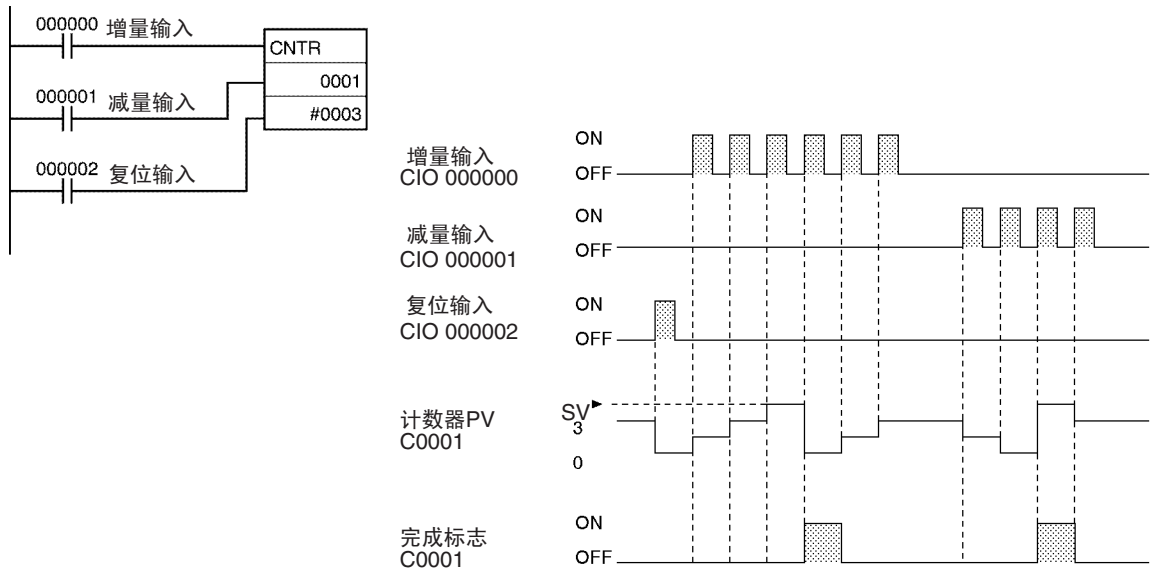 000000 增量输入
CNTR
0001
#0003
000001 减量输入
000002 复位输入
增量输入
CIO 000000
ON
OFF
减量输入
CIO 000001
ON
OFF
复位输入
CIO 000002
ON
OFF
计数器PV
C0001
SV
3
0
完成标志
C0001
ON
OFF